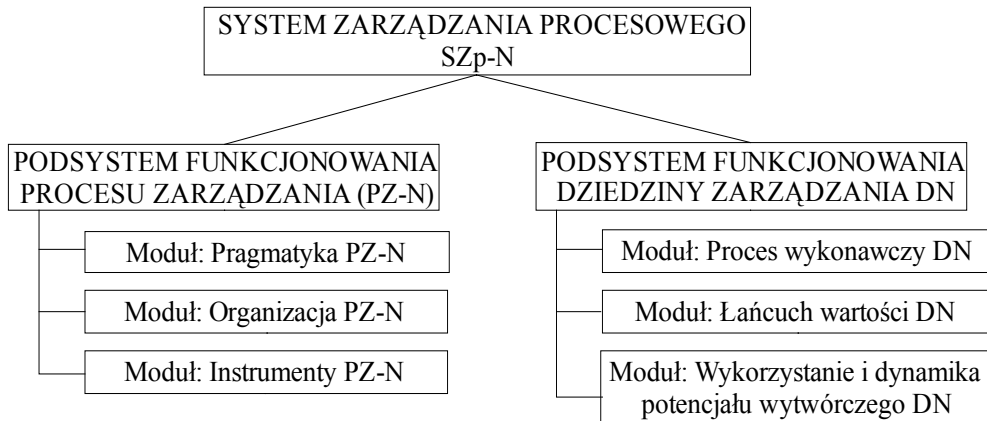 SYSTEM ZARZĄDZANIA PROCESOWEGO
SZp-N
PODSYSTEM FUNKCJONOWANIA
PROCESU ZARZĄDZANIA (PZ-N)
Moduł: Pragmatyka PZ-N
Moduł: Organizacja PZ-N
Moduł: Instrumenty PZ-N
PODSYSTEM FUNKCJONOWANIA
DZIEDZINY ZARZĄDZANIA DN
Moduł: Proces wykonawczy DN
Moduł: Łańcuch wartości DN
Moduł: Wykorzystanie i dynamika
potencjału wytwórczego DN